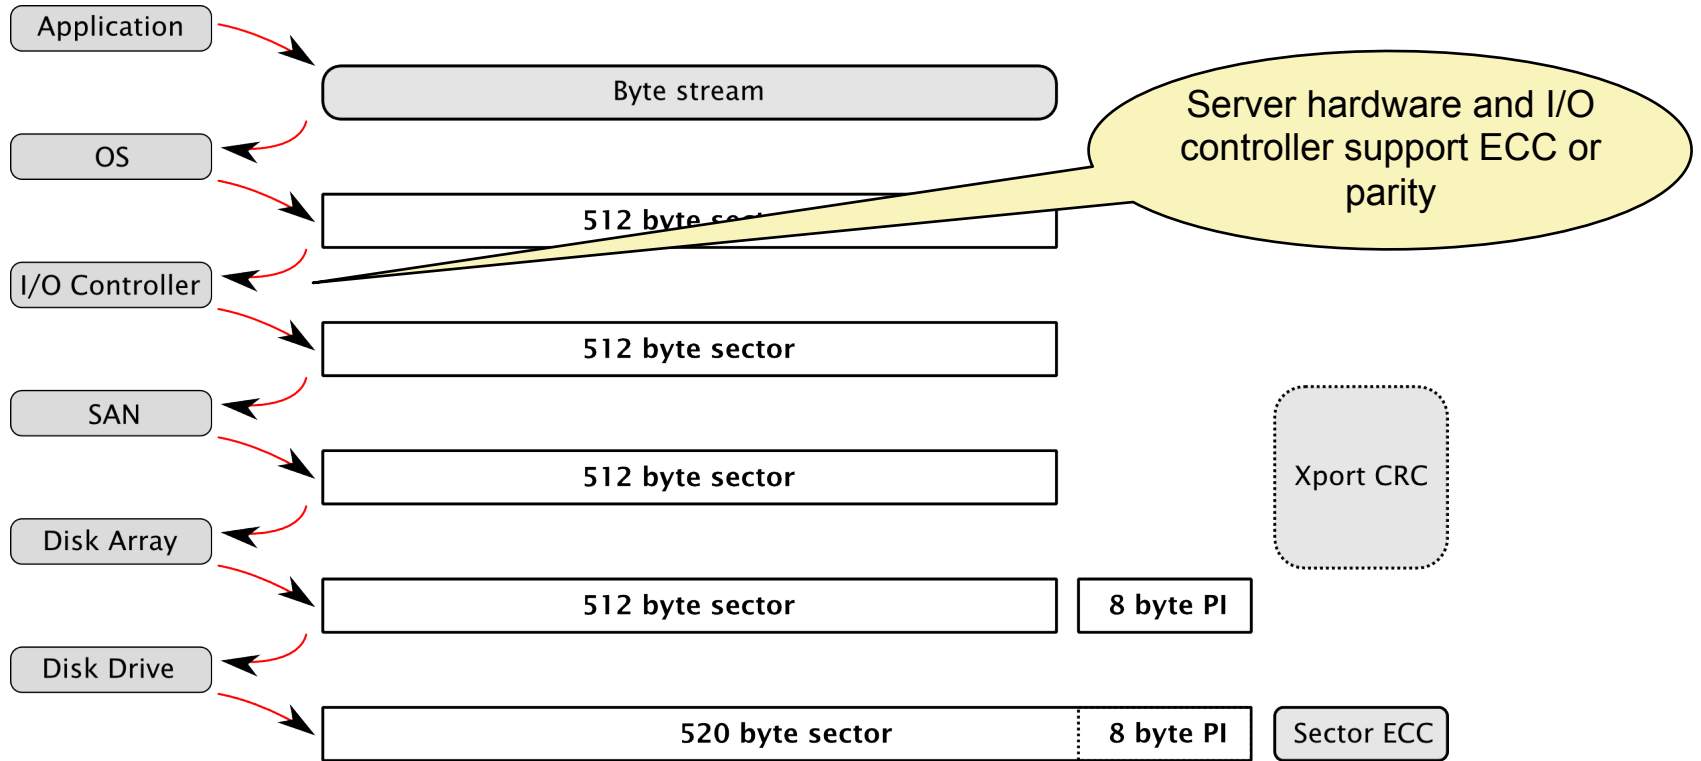 Application
Byte stream
Server hardware and I/O
controller support ECC or
parity
OS
512 byte
I/O Controller
512 byte sector
SAN
512 byte sector
Xport CRC
Disk Array
512 byte sector
8 byte PI
Disk Drive
520 byte sector
8 byte PI
Sector ECC